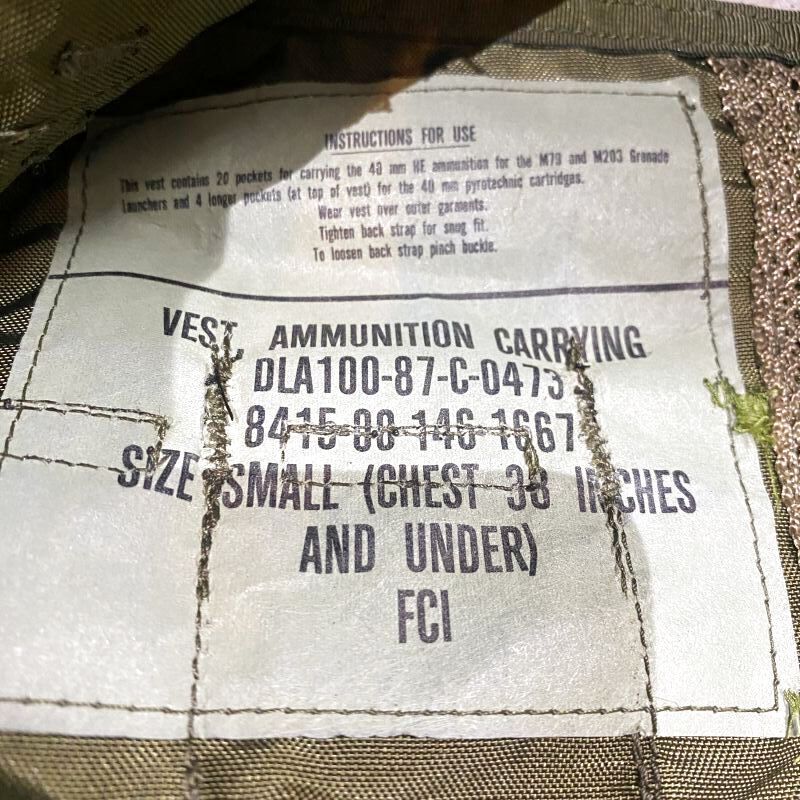 INSTRUCTIONS FOR USE
This vest contains 20 pockets for carrying the 40 mm HE ammunition for the M79 and M203 Grenade
Launchers and 4 longer pockets (at top of vest) for the 40 mm pyrotechnic cartridges.
Wear vest over outer garments.
Tighten back strap for snug fit.
To loosen back strap pinch buckle.
VEST, AMMUNITION CARRYING
DLA100-87-C-0473
8415-00-146-1667
SIZE SMALL (CHEST 38 INCHES
AND UNDER)
FCI